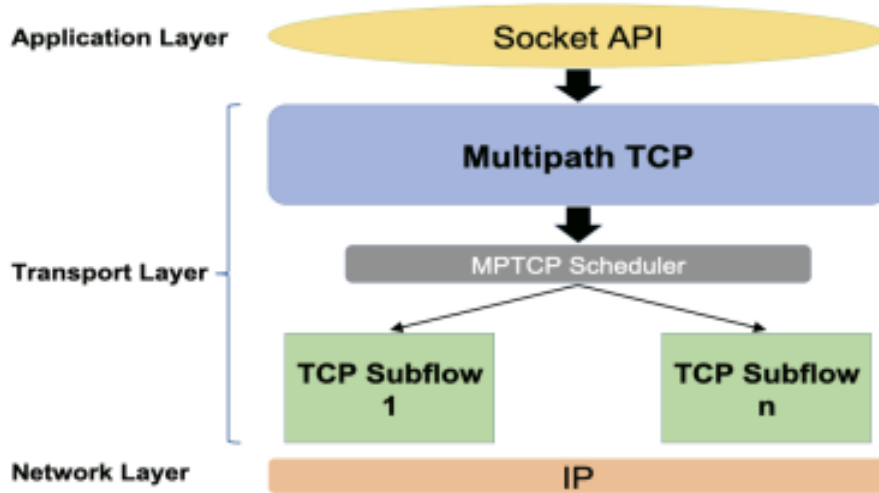 Application Layer
Socket API
Multipath TCP
MPTCP Scheduler
Transport Layer
TCP Subflow
1
TCP Subflow
n
Network Layer
IP